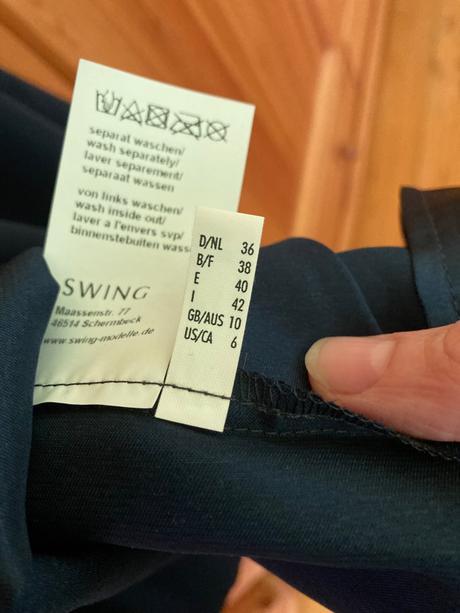 separat waschen/
wash separately/
laver separement/
separaat wassen
von links waschen/
wash inside out/
laver a l'envers svp/
binnenstebuiten wass
SWING
Maassenstr. 77
46514 Schermbeck
www.swing-modelle.de
D/NL 36
B/F 38
E 40
I 42
GB/AUS 10
US/CA 6